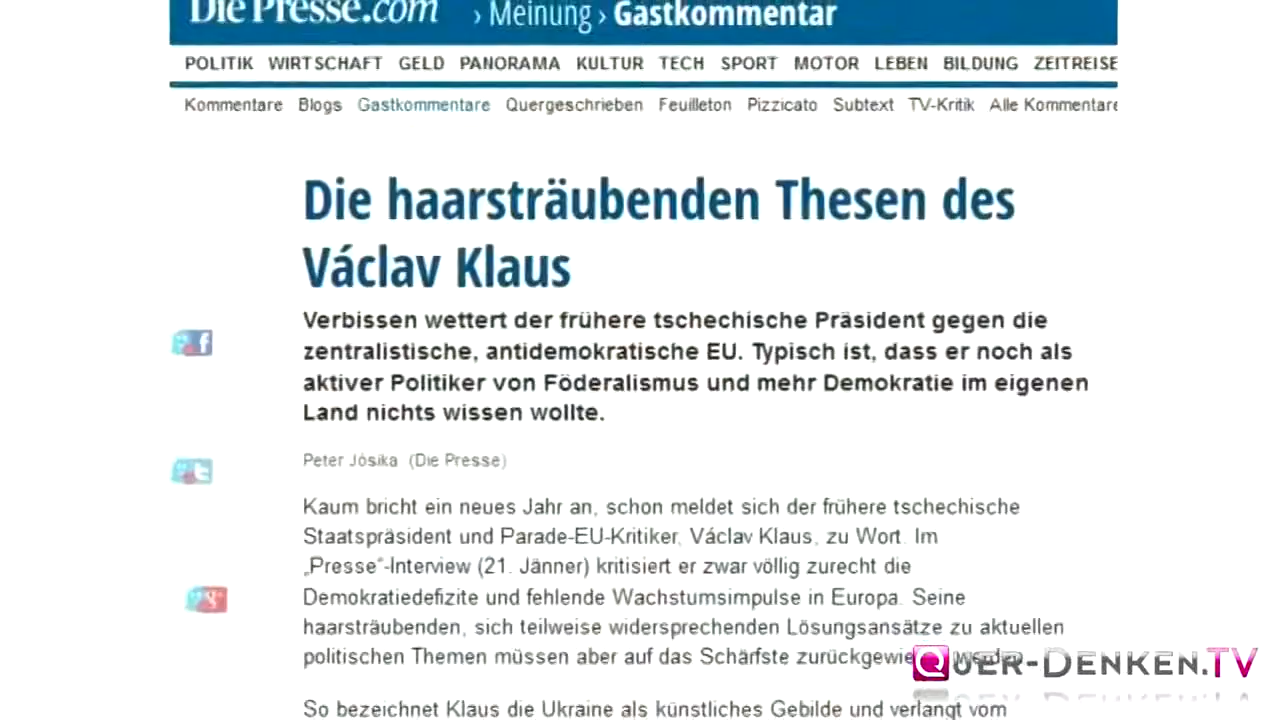 Die Presse.com › Meinung › Gastkommentar
POLITIK WIRTSCHAFT GELD PANORAMA KULTUR TECH SPORT MOTOR LEBEN BILDUNG ZEITREISE
Kommentare Blogs Gastkommentare Quergeschrieben Feuilleton Pizzicato Subtext TV-Kritik Alle Kommentare
Die haarsträubenden Thesen des
Václav Klaus
Verbissen wettert der frühere tschechische Präsident gegen die
zentralistische, antidemokratische EU. Typisch ist, dass er noch als
aktiver Politiker von Föderalismus und mehr Demokratie im eigenen
Land nichts wissen wollte.
Peter Jósika (Die Presse)
Kaum bricht ein neues Jahr an, schon meldet sich der frühere tschechische
Staatspräsident und Parade-EU-Kritiker, Václav Klaus, zu Wort. Im
„Presse“-Interview (21. Jänner) kritisiert er zwar völlig zurecht die
Demokratiedefizite und fehlende Wachstumsimpulse in Europa. Seine
haarsträubenden, sich teilweise widersprechenden Lösungsansätze zu aktuellen
politischen Themen müssen aber auf das Schärfste
QUER-DENKEN.TV
So bezeichnet Klaus die Ukraine als künstliches Gebilde und verlangt vom